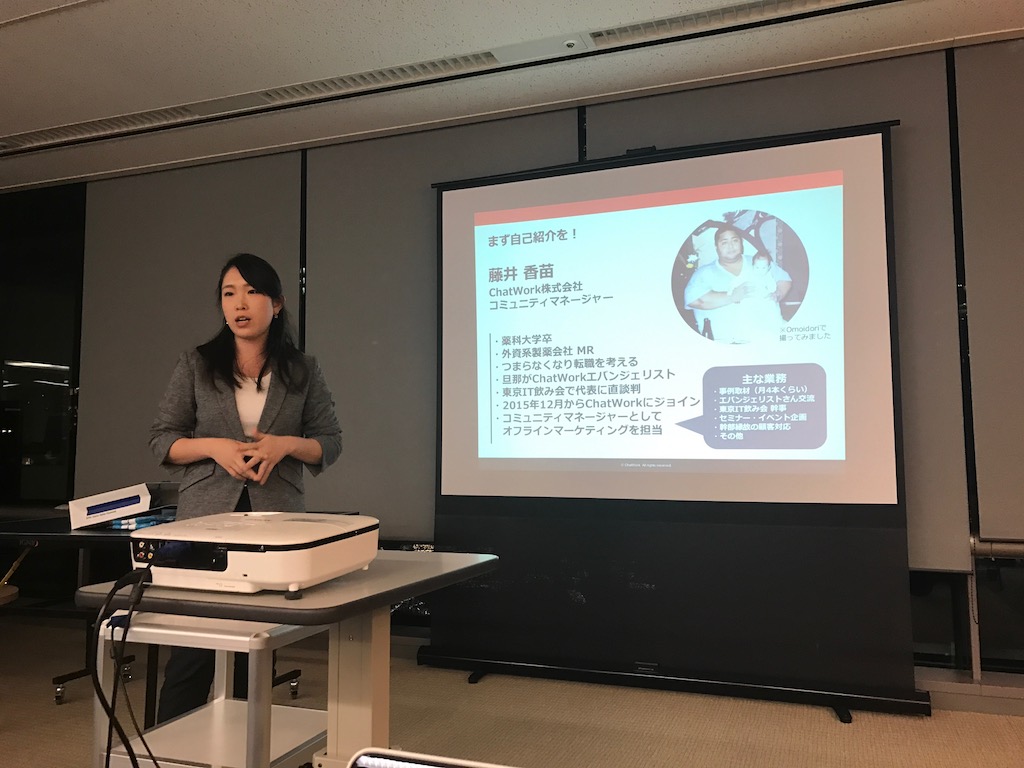 まず自己紹介を！
藤井 香苗
ChatWork株式会社
コミュニティマネージャー
※Omoidoriで
撮ってみました
・薬科大学卒
・外資系製薬会社 MR
・つまらなくなり転職を考える
・旦那がChatWorkエバンジェリスト
・東京IT飲み会で代表に直談判
・2015年12月からChatWorkにジョイン
・コミュニティマネージャーとして
オフラインマーケティングを担当
主な業務
・事例取材（月4本くらい）
・エバンジェリストさん交流
・東京IT飲み会 幹事
・セミナー・イベント企画
・幹部縁故の顧客対応
・その他